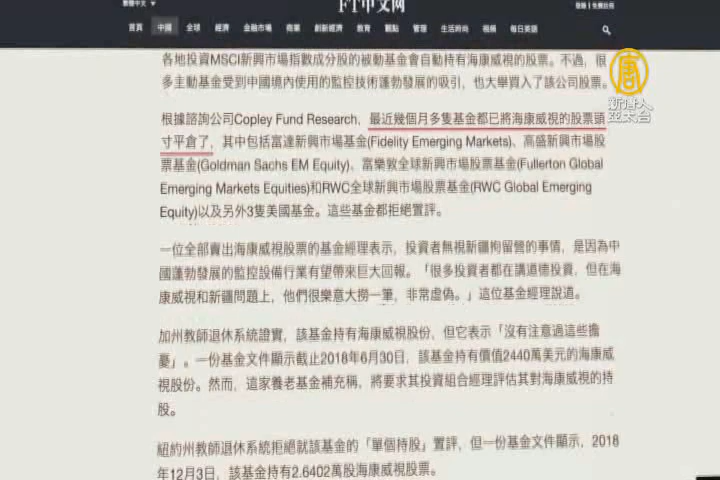 繁體中文
FT中文网
登錄 | 免費註冊
首頁 中國 全球 經濟 金融市場 商業 創新經濟 教育 觀點 管理 生活時尚 視頻 每日英語
新唐人
亞太台
各地投資MSCI新興市場指數成分股的被動基金會自動持有海康威視的股票。不過，很
多主動基金受到中國境內使用的監控技術蓬勃發展的吸引，也大舉買入了該公司股票。
根據諮詢公司Copley Fund Research，最近幾個月多隻基金都已將海康威視的股票頭
寸平倉了，其中包括富達新興市場基金(Fidelity Emerging Markets)、高盛新興市場股
票基金(Goldman Sachs EM Equity)、富樂敦全球新興市場股票基金(Fullerton Global
Emerging Markets Equities)和RWC全球新興市場股票基金(RWC Global Emerging
Equity)以及另外3隻美國基金。這些基金都拒絕置評。
一位全部賣出海康威視股票的基金經理表示，投資者無視新疆拘留營的事情，是因為中
國蓬勃發展的監控設備行業有望帶來巨大回報。「很多投資者都在講道德投資，但在海
康威視和新疆問題上，他們很樂意大撈一筆，非常虛偽。」這位基金經理說道。
加州教師退休系統證實，該基金持有海康威視股份，但它表示「沒有注意過這些擔
憂」。一份基金文件顯示截止2018年6月30日，該基金持有價值2440萬美元的海康威
視股份。然而，這家養老基金補充稱，將要求其投資組合經理評估其對海康威視的持
股。
紐約州教師退休系統拒絕就該基金的「單個持股」置評，但一份基金文件顯示，2018
年12月3日，該基金持有2.6402萬股海康威視股票。